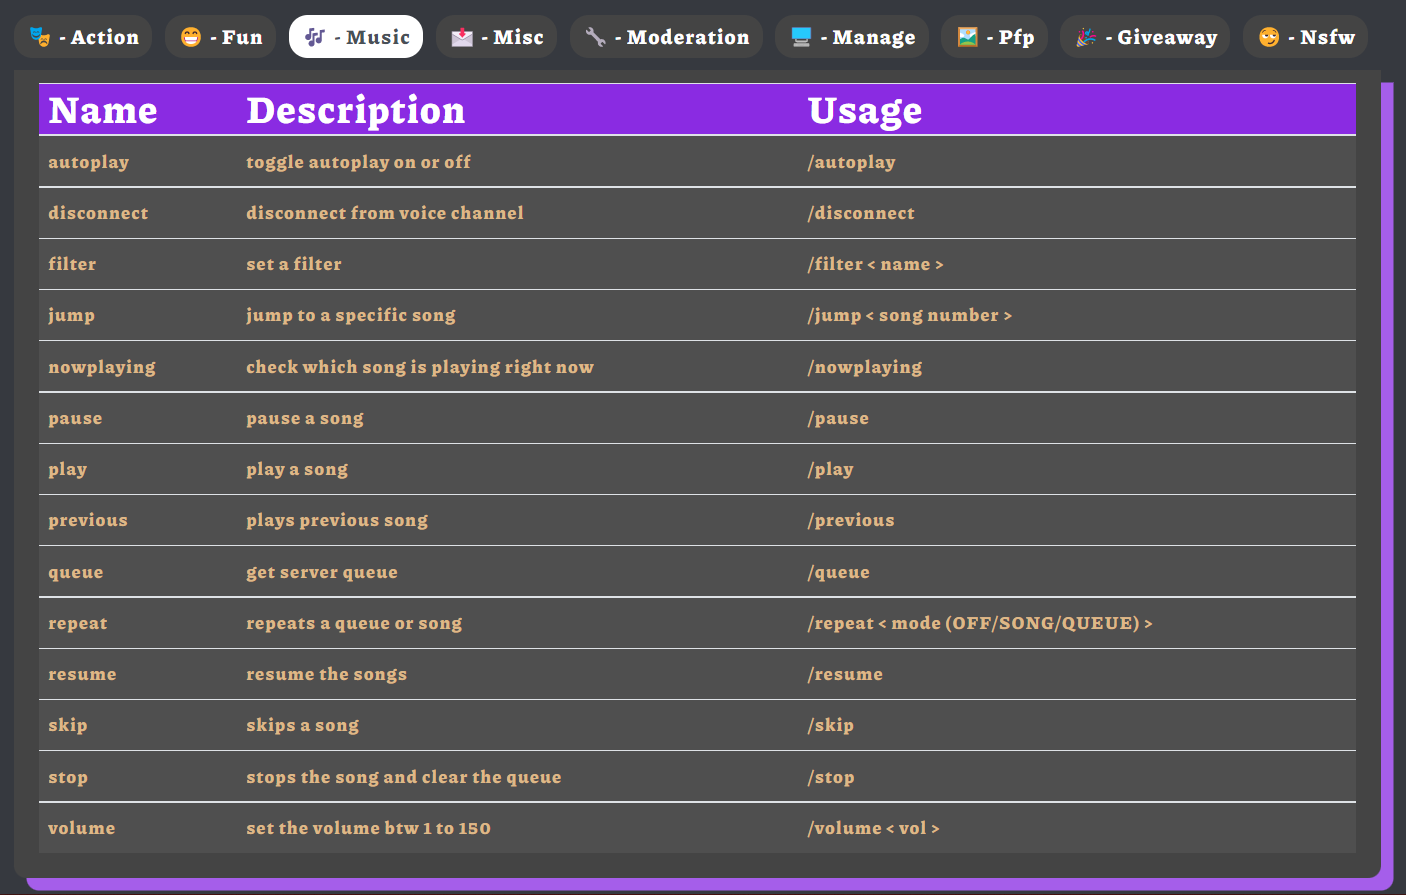 🎭 - Action 😁 - Fun 🎶 - Music 📩 - Misc 🔧 - Moderation 🖥️ - Manage 🖼️ - Pfp 🎉 - Giveaway 😏 - Nsfw
Name Description Usage
autoplay toggle autoplay on or off /autoplay
disconnect disconnect from voice channel /disconnect
filter set a filter /filter < name >
jump jump to a specific song /jump < song number >
nowplaying check which song is playing right now /nowplaying
pause pause a song /pause
play play a song /play
previous plays previous song /previous
queue get server queue /queue
repeat repeats a queue or song /repeat < mode (OFF/SONG/QUEUE) >
resume resume the songs /resume
skip skips a song /skip
stop stops the song and clear the queue /stop
volume set the volume btw 1 to 150 /volume < vol >